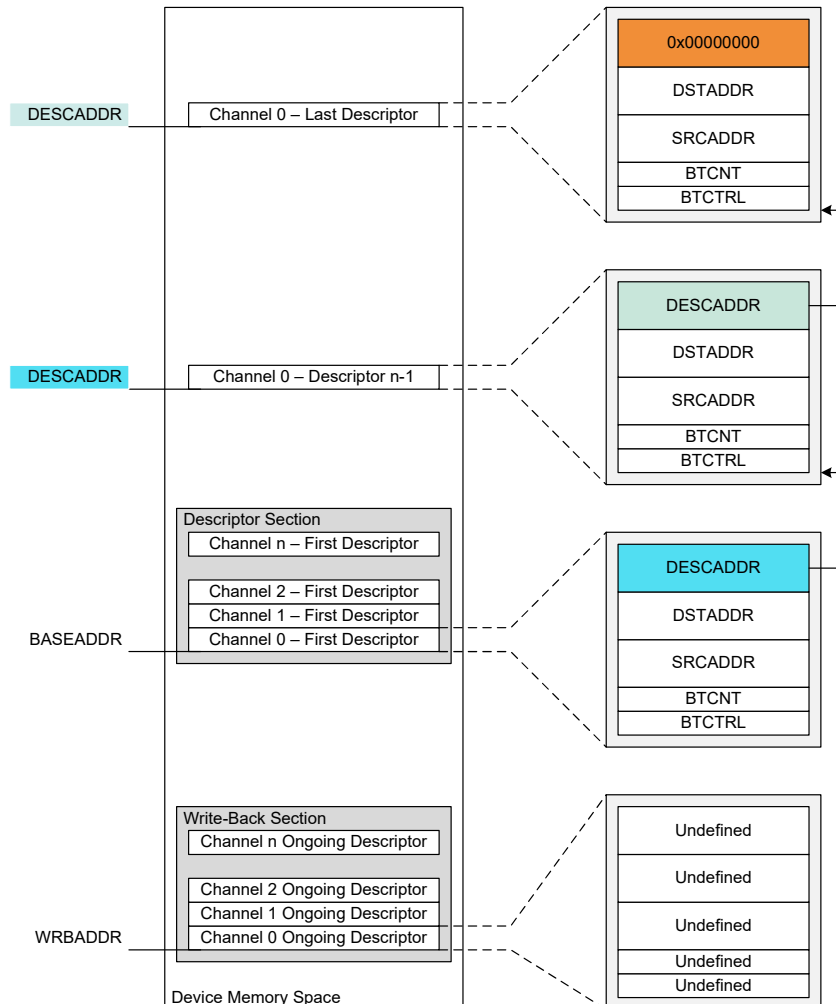 0x00000000
DSTADDR
DESCADDR
Channel 0 – Last Descriptor
SRCADDR
BTCNT
BTCTRL
DESCADDR
DSTADDR
DESCADDR
Channel 0 – Descriptor n-1
SRCADDR
BTCNT
BTCTRL
Descriptor Section
Channel n – First Descriptor
DESCADDR
Channel 2 – First Descriptor
Channel 1 – First Descriptor
DSTADDR
BASEADDR
Channel 0 – First Descriptor
SRCADDR
BTCNT
BTCTRL
Write-Back Section
Channel n Ongoing Descriptor
Undefined
Undefined
Channel 2 Ongoing Descriptor
Channel 1 Ongoing Descriptor
Undefined
WRBADDR
Channel 0 Ongoing Descriptor
Undefined
Undefined
Device Memory Space